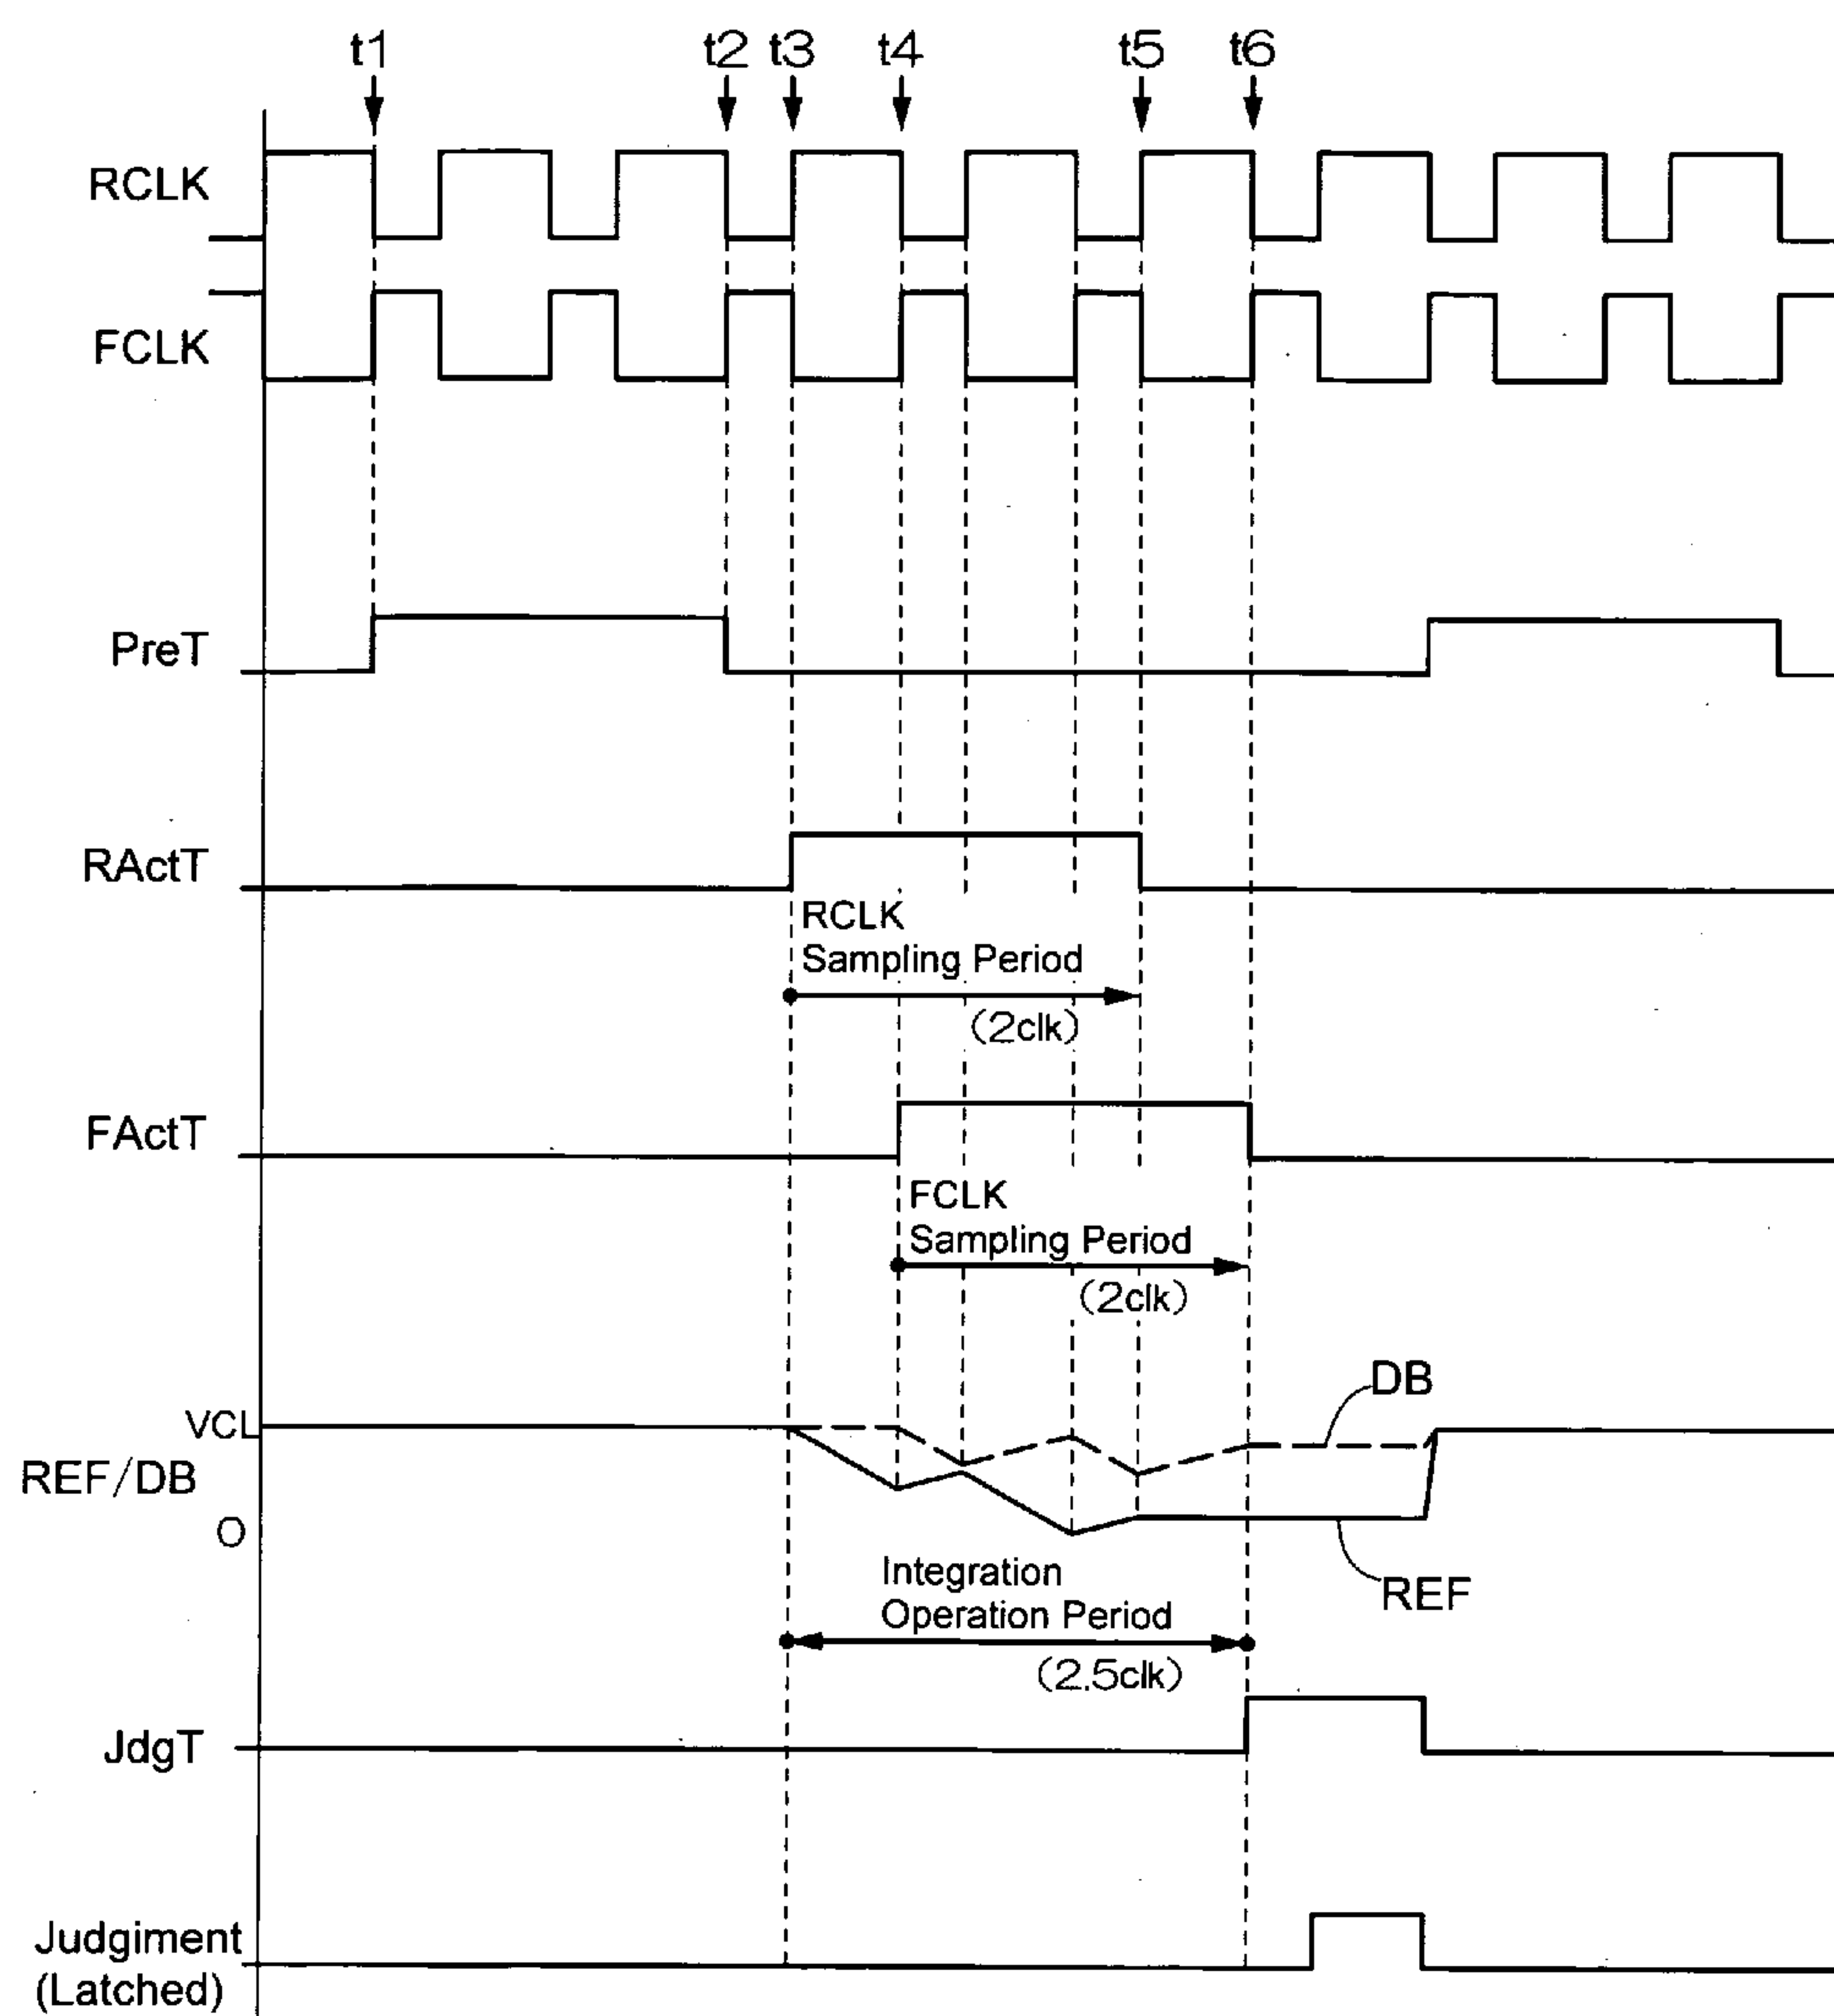 t1 t2 t3 t4 t5 t6
RCLK
FCLK
PreT
RActT
RCLK
Sampling Period
(2clk)
FActT
FCLK
Sampling Period
(2clk)
VCL
DB
REF/DB
O
REF
Integration
Operation Period
(2.5clk)
JdgT
Judgiment
(Latched)